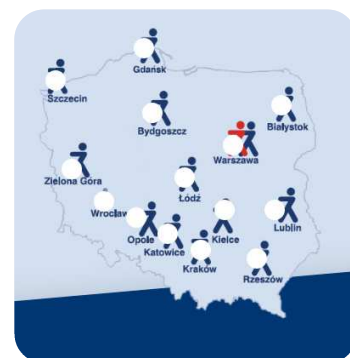 Gdańsk
Szczecin
Bydgoszcz
Białystok
Warszawa
Zielona Góra
Łódź
Wrocław
Opole
Kielce
Lublin
Katowice
Kraków
Rzeszów